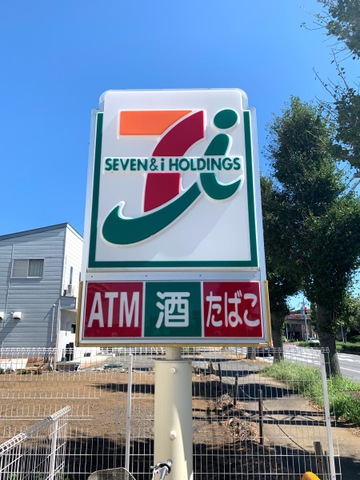 7i
SEVEN & i HOLDINGS
ATM 酒 たばこ